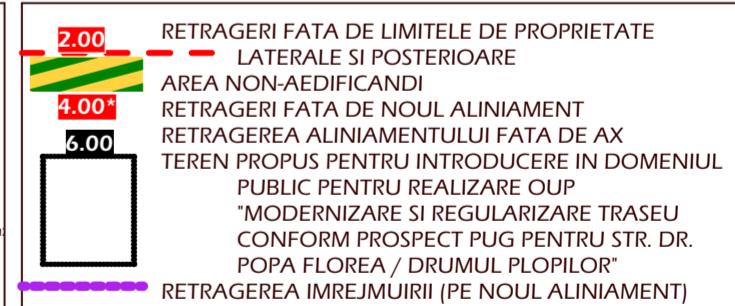 2.00 RETRAGERI FATA DE LIMITELE DE PROPRIETATE
LATERALE SI POSTERIOARE
AREA NON-AEDIFICANDI
4.00* RETRAGERI FATA DE NOUL ALINIAMENT
6.00 RETRAGEREA ALINIAMENTULUI FATA DE AX
TEREN PROPUS PENTRU INTRODUCERE IN DOMENIUL
PUBLIC PENTRU REALIZARE OUP
"MODERNIZARE SI REGULARIZARE TRASEU
CONFORM PROSPECT PUG PENTRU STR. DR.
POPA FLOREA / DRUMUL PLOPILOR"
RETRAGEREA IMREJMUIRII (PE NOUL ALINIAMENT)